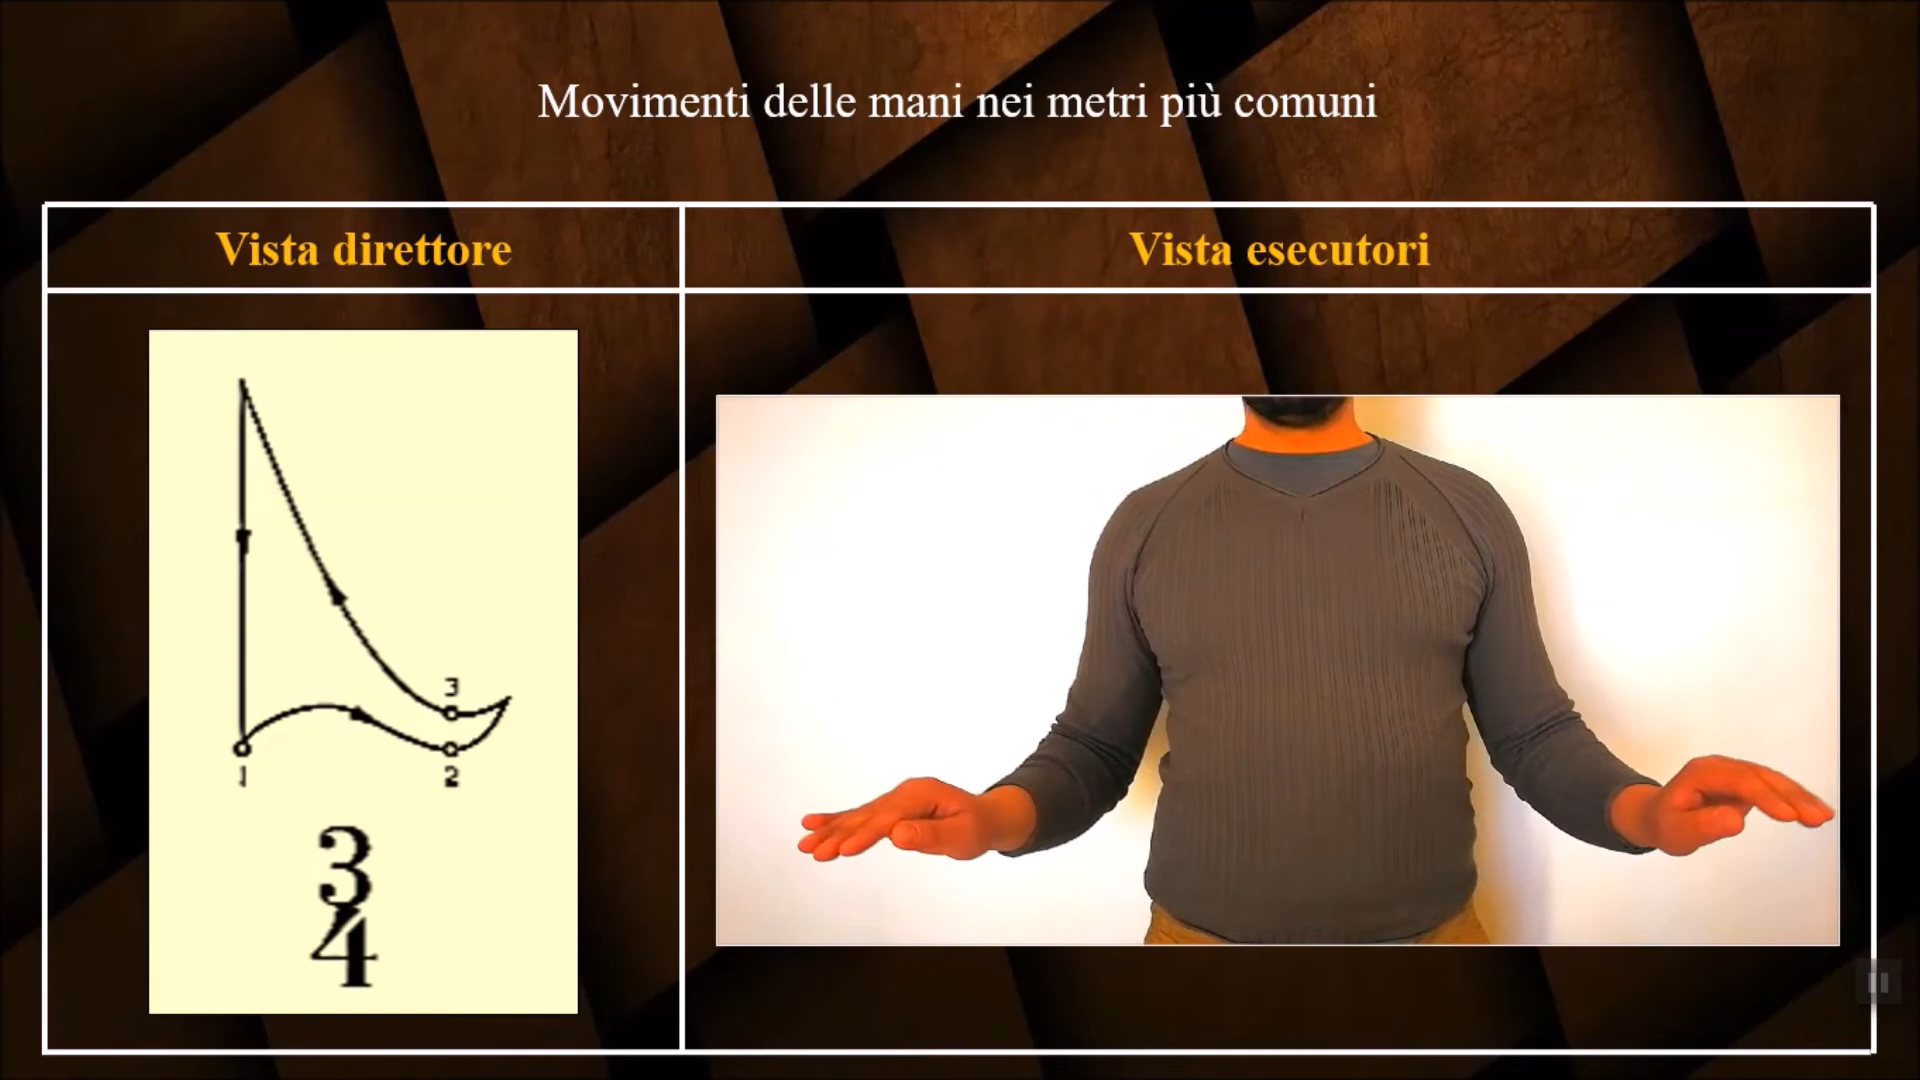 Movimenti delle mani nei metri più comuni
Vista direttore
Vista esecutori
3
1
2
3
4